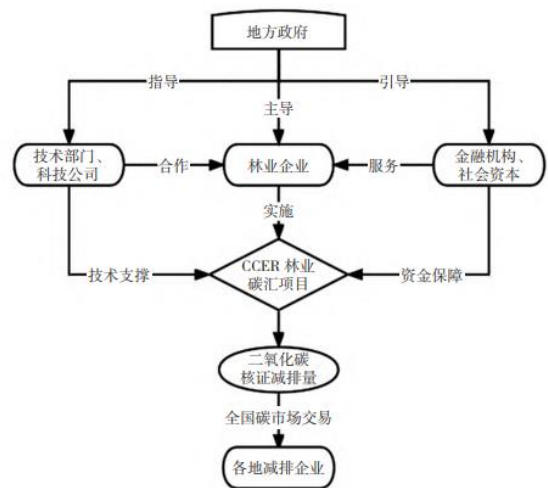 地方政府
指导
主导
引导
技术部门、
科技公司
合作
林业企业
服务
金融机构、
社会资本
实施
技术支撑
CCER 林业
碳汇项目
资金保障
二氧化碳
核证减排量
全国碳市场交易
各地减排企业